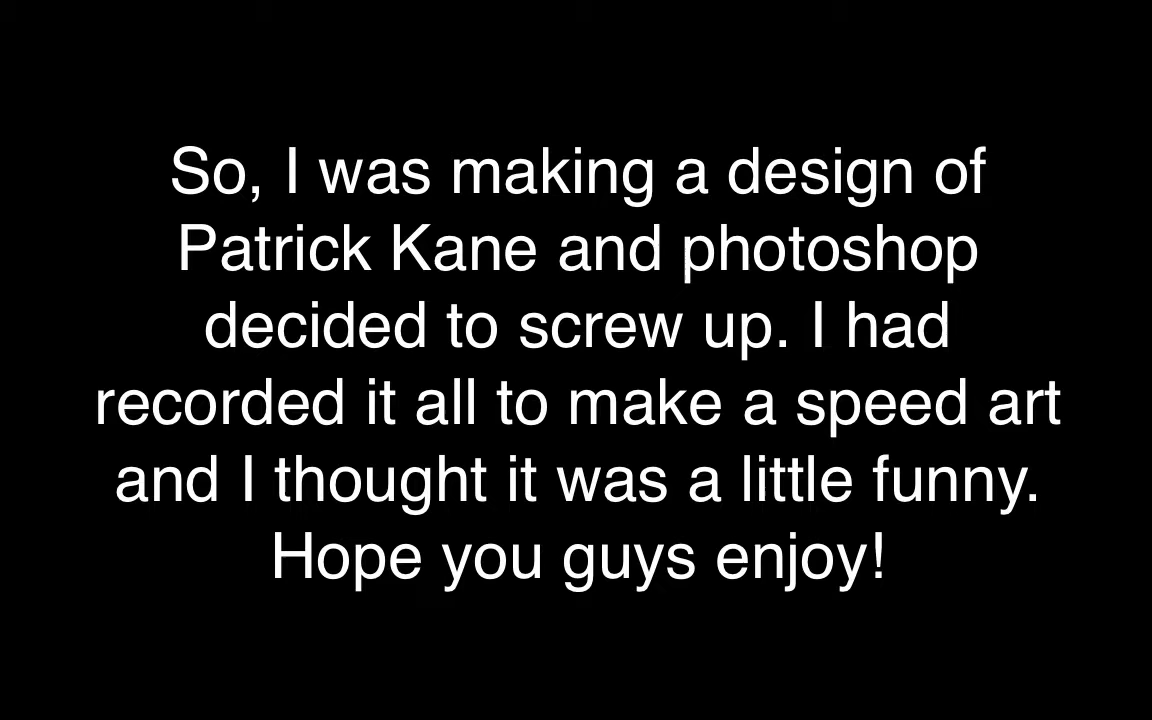 So, I was making a design of
Patrick Kane and photoshop
decided to screw up. I had
recorded it all to make a speed art
and I thought it was a little funny.
Hope you guys enjoy!